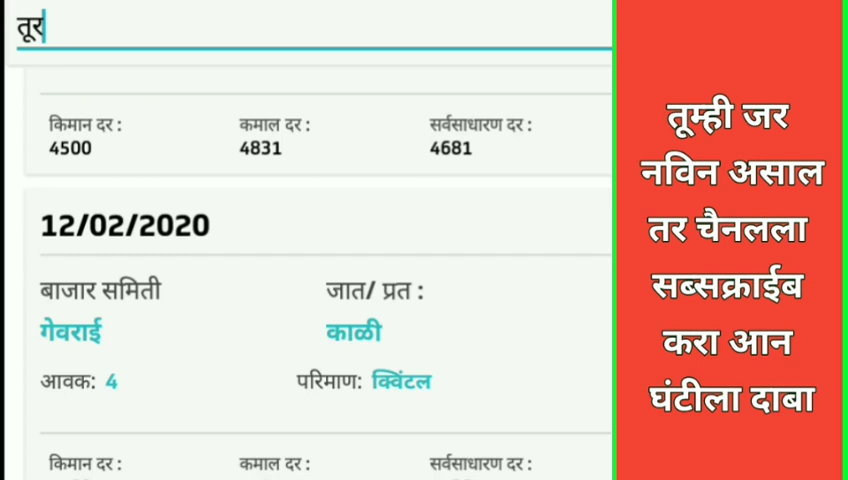 तूर
किमान दर :
कमाल दर :
सर्वसाधारण दर :
4500
4831
4681
12/02/2020
बाजार समिती
जात/ प्रत :
गेवराई
काळी
आवक: 4
परिमाण: क्विंटल
किमान दर :
कमाल दर :
सर्वसाधारण दर :
तूम्ही जर
नविन असाल
तर चैनलला
सब्सक्राईब
करा आन
घंटीला दाबा